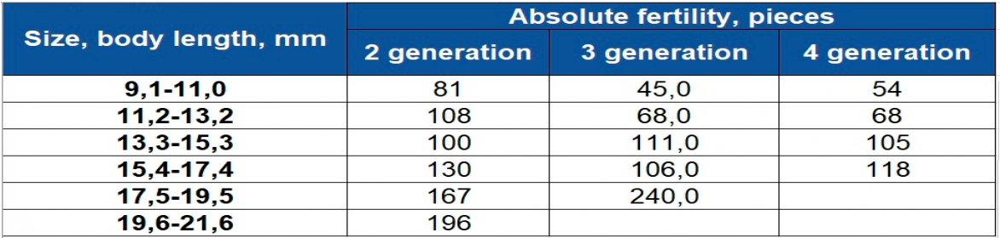 Size, body length, mm Absolute fertility, pieces
2 generation 3 generation 4 generation
9,1-11,0 81 45,0 54
11,2-13,2 108 68,0 68
13,3-15,3 100 111,0 105
15,4-17,4 130 106,0 118
17,5-19,5 167 240,0
19,6-21,6 196